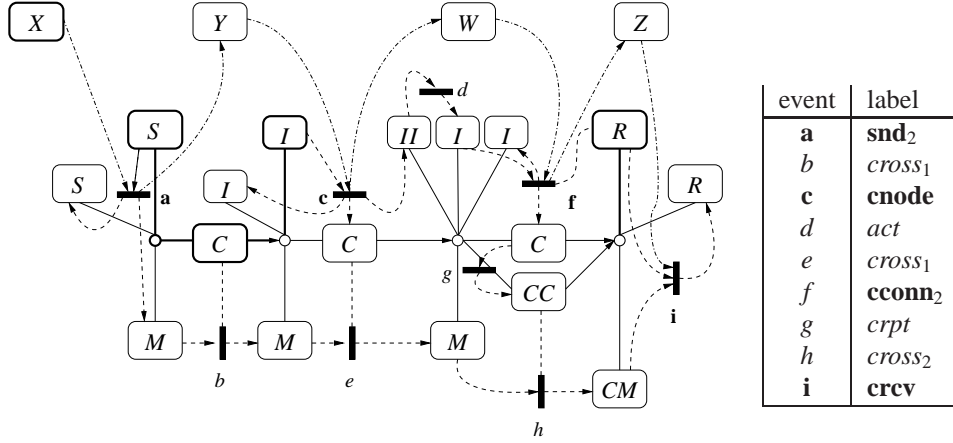 X Y W Z
d
S I II I I R
S I a c f R
C C C
g CC
i
M M M
b e CM
h
event label
a snd₂
b cross₁
c cnode
d act
e cross₁
f cconn₂
g crpt
h cross₂
i crcv